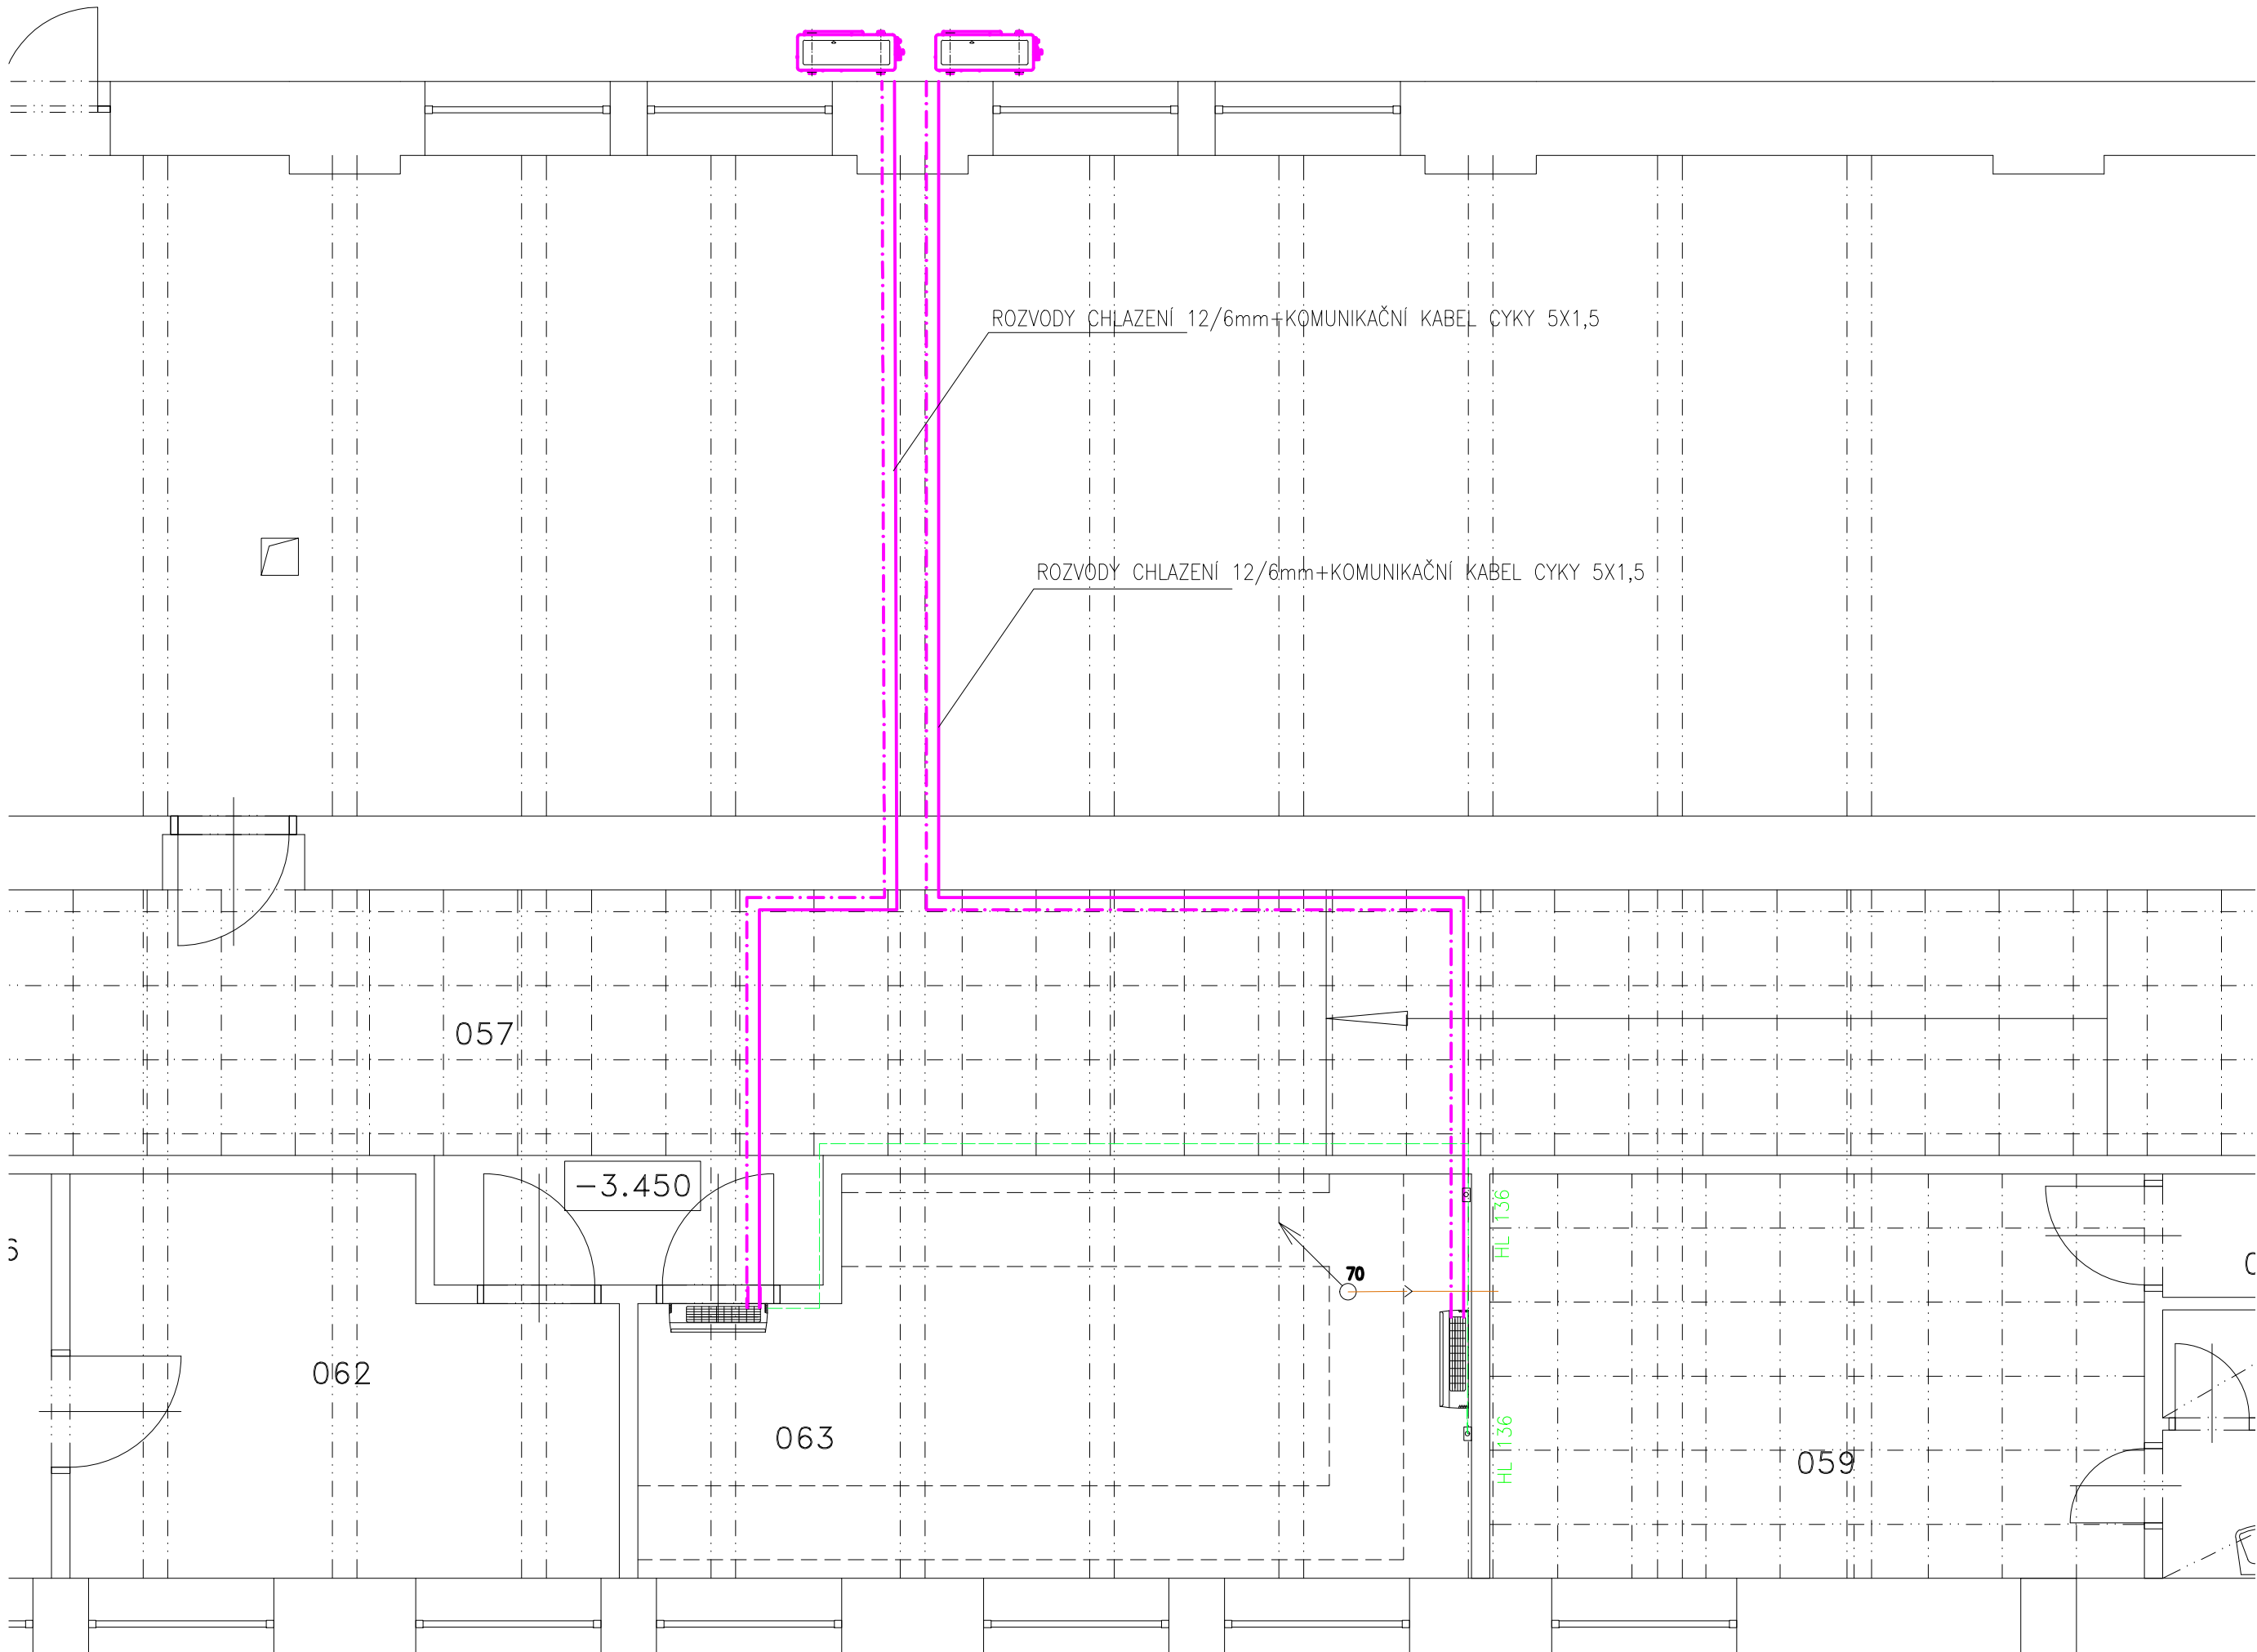 ROZVODY CHLAZENÍ 12/6mm+KOMUNIKAČNÍ KABEL CYKY 5X1,5
ROZVODY CHLAZENÍ 12/6mm+KOMUNIKAČNÍ KABEL CYKY 5X1,5
057
-3.450
HL 136
70
062
063
HL 136
059